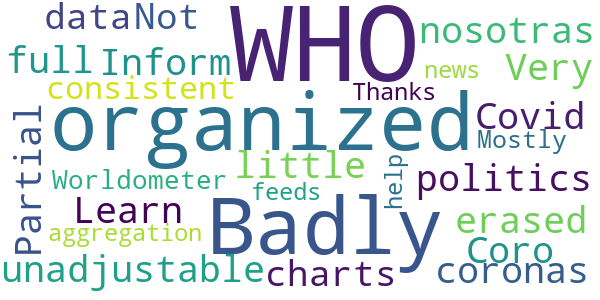 dataNot
WHO
nosotras
full
Inform
news
Very
consistent
Thanks
organized
Covid
Partial
Mostly
little
help
Worldometer
politics
feeds
Learn
Badly
erased
aggregation
Coro
unadjustable
charts
coronas